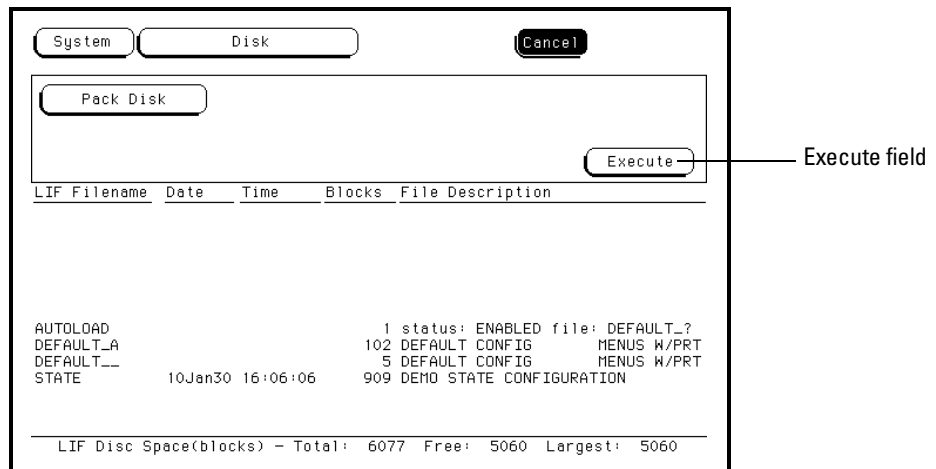 System Disk Cancel
Pack Disk
Execute Execute field
LIF Filename Date Time Blocks File Description
AUTOLOAD 1 status: ENABLED file: DEFAULT_?
DEFAULT_A 102 DEFAULT CONFIG MENUS W/PRT
DEFAULT__ 5 DEFAULT CONFIG MENUS W/PRT
STATE 10Jan30 16:06:06 909 DEMO STATE CONFIGURATION
LIF Disc Space(blocks) - Total: 6077 Free: 5060 Largest: 5060